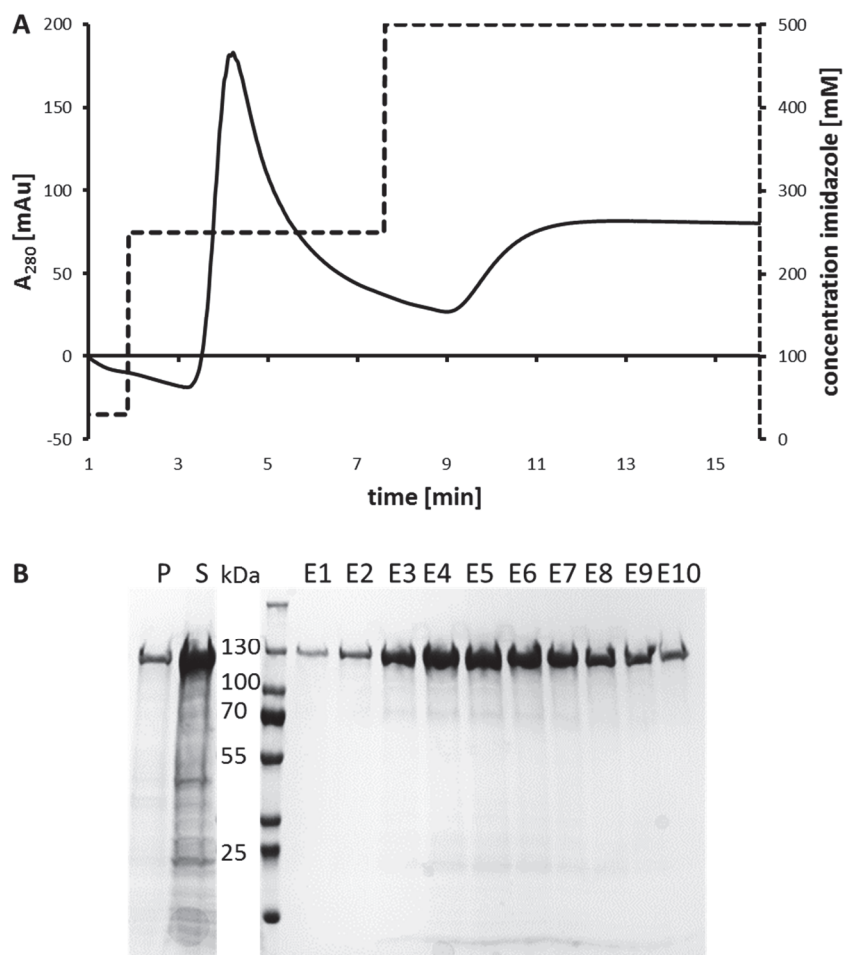 A
200
150
100
50
0
-50
A280 [mAu]
500
400
300
200
100
0
concentration imidazole [mM]
1 3 5 7 9 11 13 15
time [min]
B
P S kDa E1 E2 E3 E4 E5 E6 E7 E8 E9 E10
130
100
70
55
25